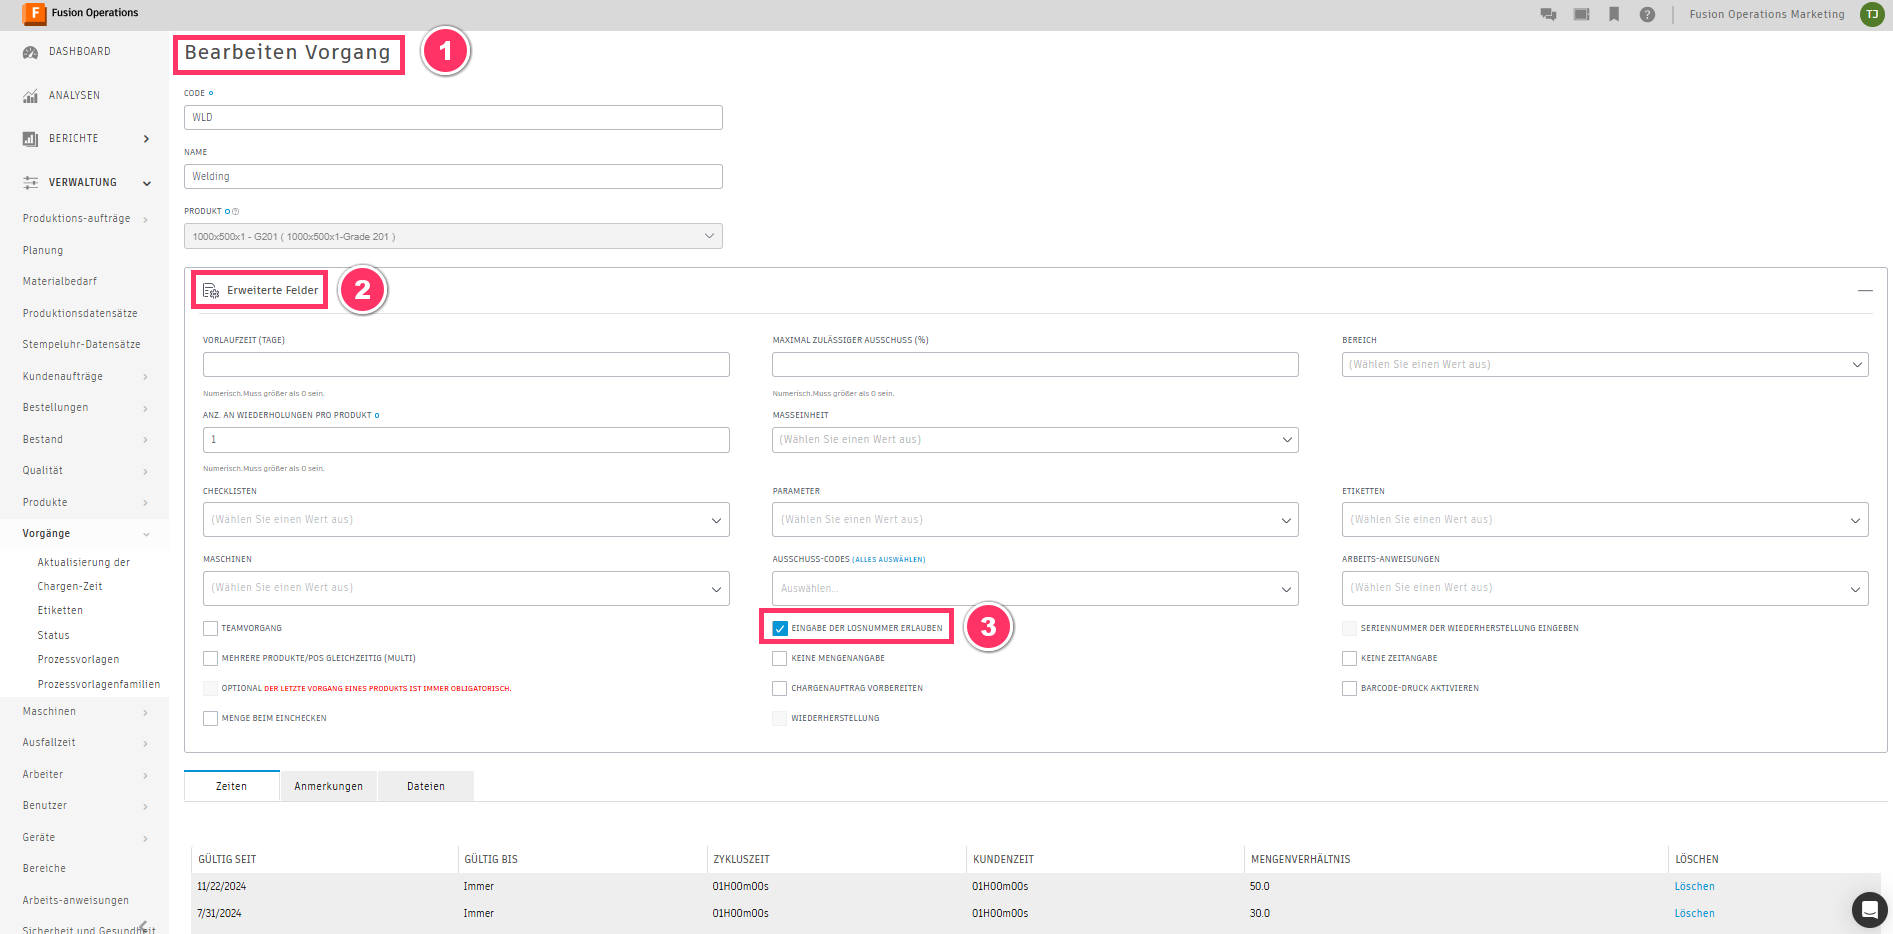 Fusion Operations
Fusion Operations Marketing
TJ
DASHBOARD
ANALYSEN
BERICHTE
VERWALTUNG
Produktions-aufträge
Planung
Materialbedarf
Produktionsdatensätze
Stempeluhr-Datensätze
Kundenaufträge
Bestellungen
Bestand
Qualität
Produkte
Vorgänge
Aktualisierung der
Chargen-Zeit
Etiketten
Status
Prozessvorlagen
Prozessvorlagenfamilien
Maschinen
Ausfallzeit
Arbeiter
Benutzer
Geräte
Bereiche
Arbeits-anweisungen
Sicherheit und Gesundheit
Bearbeiten Vorgang
1
CODE
WLD
NAME
Welding
PRODUKT
1000x500x1 - G201 ( 1000x500x1-Grade 201 )
Erweiterte Felder
2
VORLAUFZEIT (TAGE)
MAXIMAL ZULÄSSIGER AUSSCHUSS (%)
BEREICH
(Wählen Sie einen Wert aus)
Numerisch.Muss größer als 0 sein.
Numerisch.Muss größer als 0 sein.
ANZ. AN WIEDERHOLUNGEN PRO PRODUKT
MASSEINHEIT
1
(Wählen Sie einen Wert aus)
Numerisch.Muss größer als 0 sein.
CHECKLISTEN
PARAMETER
ETIKETTEN
(Wählen Sie einen Wert aus)
(Wählen Sie einen Wert aus)
(Wählen Sie einen Wert aus)
MASCHINEN
AUSSCHUSS-CODES (ALLES AUSWÄHLEN)
ARBEITS-ANWEISUNGEN
(Wählen Sie einen Wert aus)
Auswählen...
(Wählen Sie einen Wert aus)
TEAMVORGANG
EINGABE DER LOSNUMMER ERLAUBEN
3
SERIENNUMMER DER WIEDERHERSTELLUNG EINGEBEN
MEHRERE PRODUKTE/POS GLEICHZEITIG (MULTI)
KEINE MENGENANGABE
KEINE ZEITANGABE
OPTIONAL DER LETZTE VORGANG EINES PRODUKTS IST IMMER OBLIGATORISCH.
CHARGENAUFTRAG VORBEREITEN
BARCODE-DRUCK AKTIVIEREN
MENGE BEIM EINCHECKEN
WIEDERHERSTELLUNG
Zeiten
Anmerkungen
Dateien
GÜLTIG SEIT
GÜLTIG BIS
ZYKLUSZEIT
KUNDENZEIT
MENGENVERHÄLTNIS
LÖSCHEN
11/22/2024
Immer
01H00m00s
01H00m00s
50.0
Löschen
7/31/2024
Immer
01H00m00s
01H00m00s
30.0
Löschen